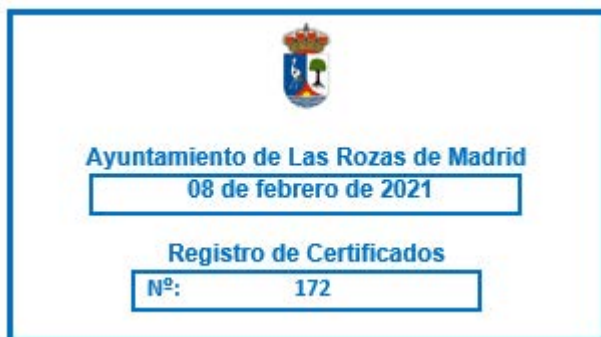 Ayuntamiento de Las Rozas de Madrid
08 de febrero de 2021
Registro de Certificados
Nº: 172